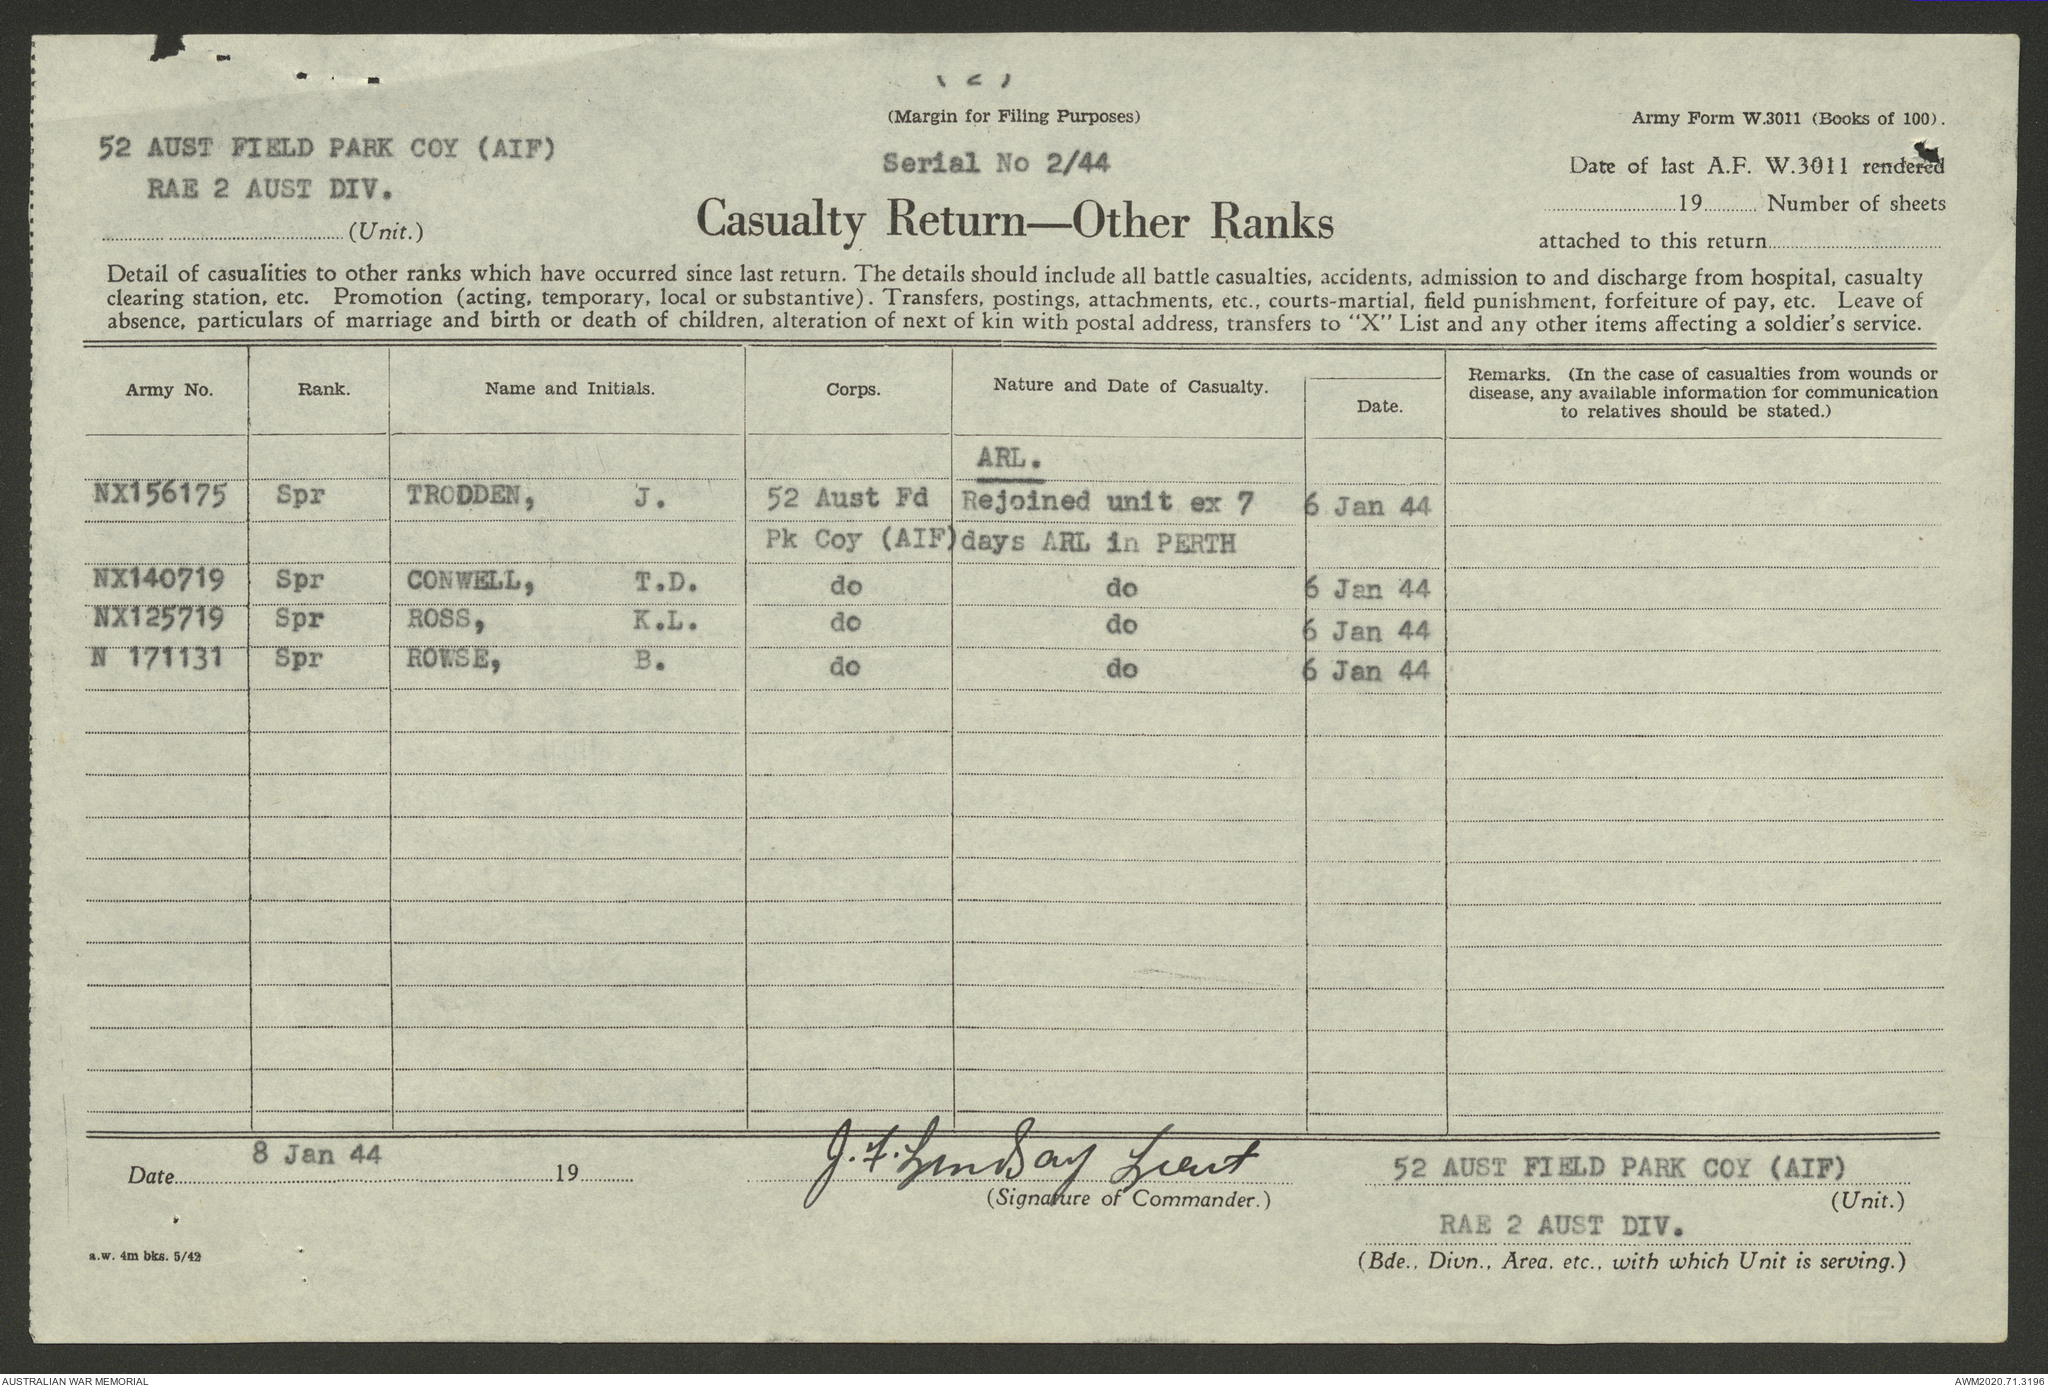 ( 2 )
(Margin for Filing Purposes)
Army Form W.3011 (Books of 100).
52 AUST FIELD PARK COY (AIF)
Serial No 2/44
Date of last A.F. W.3011 rendered
RAE 2 AUST DIV.
19 Number of sheets
(Unit.)
Casualty Return—Other Ranks
attached to this return
Detail of casualities to other ranks which have occurred since last return. The details should include all battle casualties, accidents, admission to and discharge from hospital, casualty
clearing station, etc. Promotion (acting, temporary, local or substantive). Transfers, postings, attachments, etc., courts-martial, field punishment, forfeiture of pay, etc. Leave of
absence, particulars of marriage and birth or death of children, alteration of next of kin with postal address, transfers to "X" List and any other items affecting a soldier's service.
Army No. Rank. Name and Initials. Corps. Nature and Date of Casualty. Date. Remarks. (In the case of casualties from wounds or
disease, any available information for communication
to relatives should be stated.)
ARL.
NX156175 Spr TRODDEN, J. 52 Aust Fd Rejoined unit ex 7 6 Jan 44
Pk Coy (AIF) days ARL in PERTH
NX140719 Spr CONWELL, T.D. do do 6 Jan 44
NX125719 Spr ROSS, K.L. do do 6 Jan 44
N 171131 Spr ROWSE, B. do do 6 Jan 44
Date 8 Jan 44 19
J. F. Lindsay Lieut
(Signature of Commander.)
52 AUST FIELD PARK COY (AIF)
(Unit.)
RAE 2 AUST DIV.
(Bde., Divn., Area, etc., with which Unit is serving.)
a.w. 4m bks. 5/42
AUSTRALIAN WAR MEMORIAL
AWM2020.71.3196